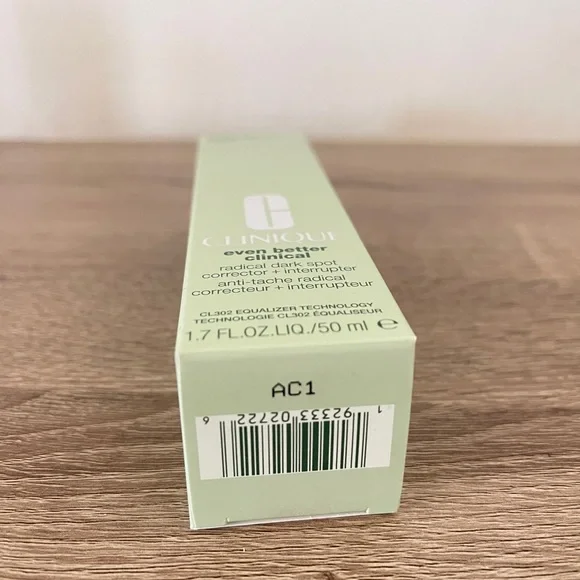 CLINIQUE
even better
clinical
radical dark spot
corrector + interrupter
anti-tache radical
correcteur + interrupteur
CL302 EQUALIZER TECHNOLOGY
TECHNOLOGIE CL302 ÉQUALISEUR
1.7 FL.OZ.LIQ./50 ml ℮
AC1
1 92333 02722 6